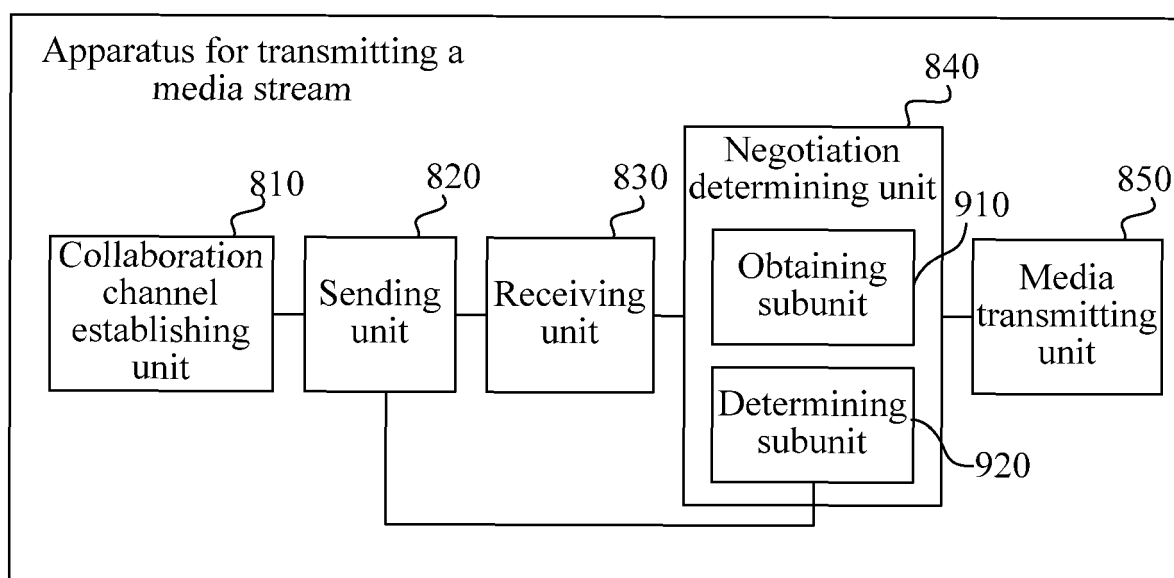 Apparatus for transmitting a
media stream
840
810
820
830
850
Negotiation
determining unit
910
Collaboration
channel
establishing
unit
Sending
unit
Receiving
unit
Obtaining
subunit
Media
transmitting
unit
Determining
subunit
920